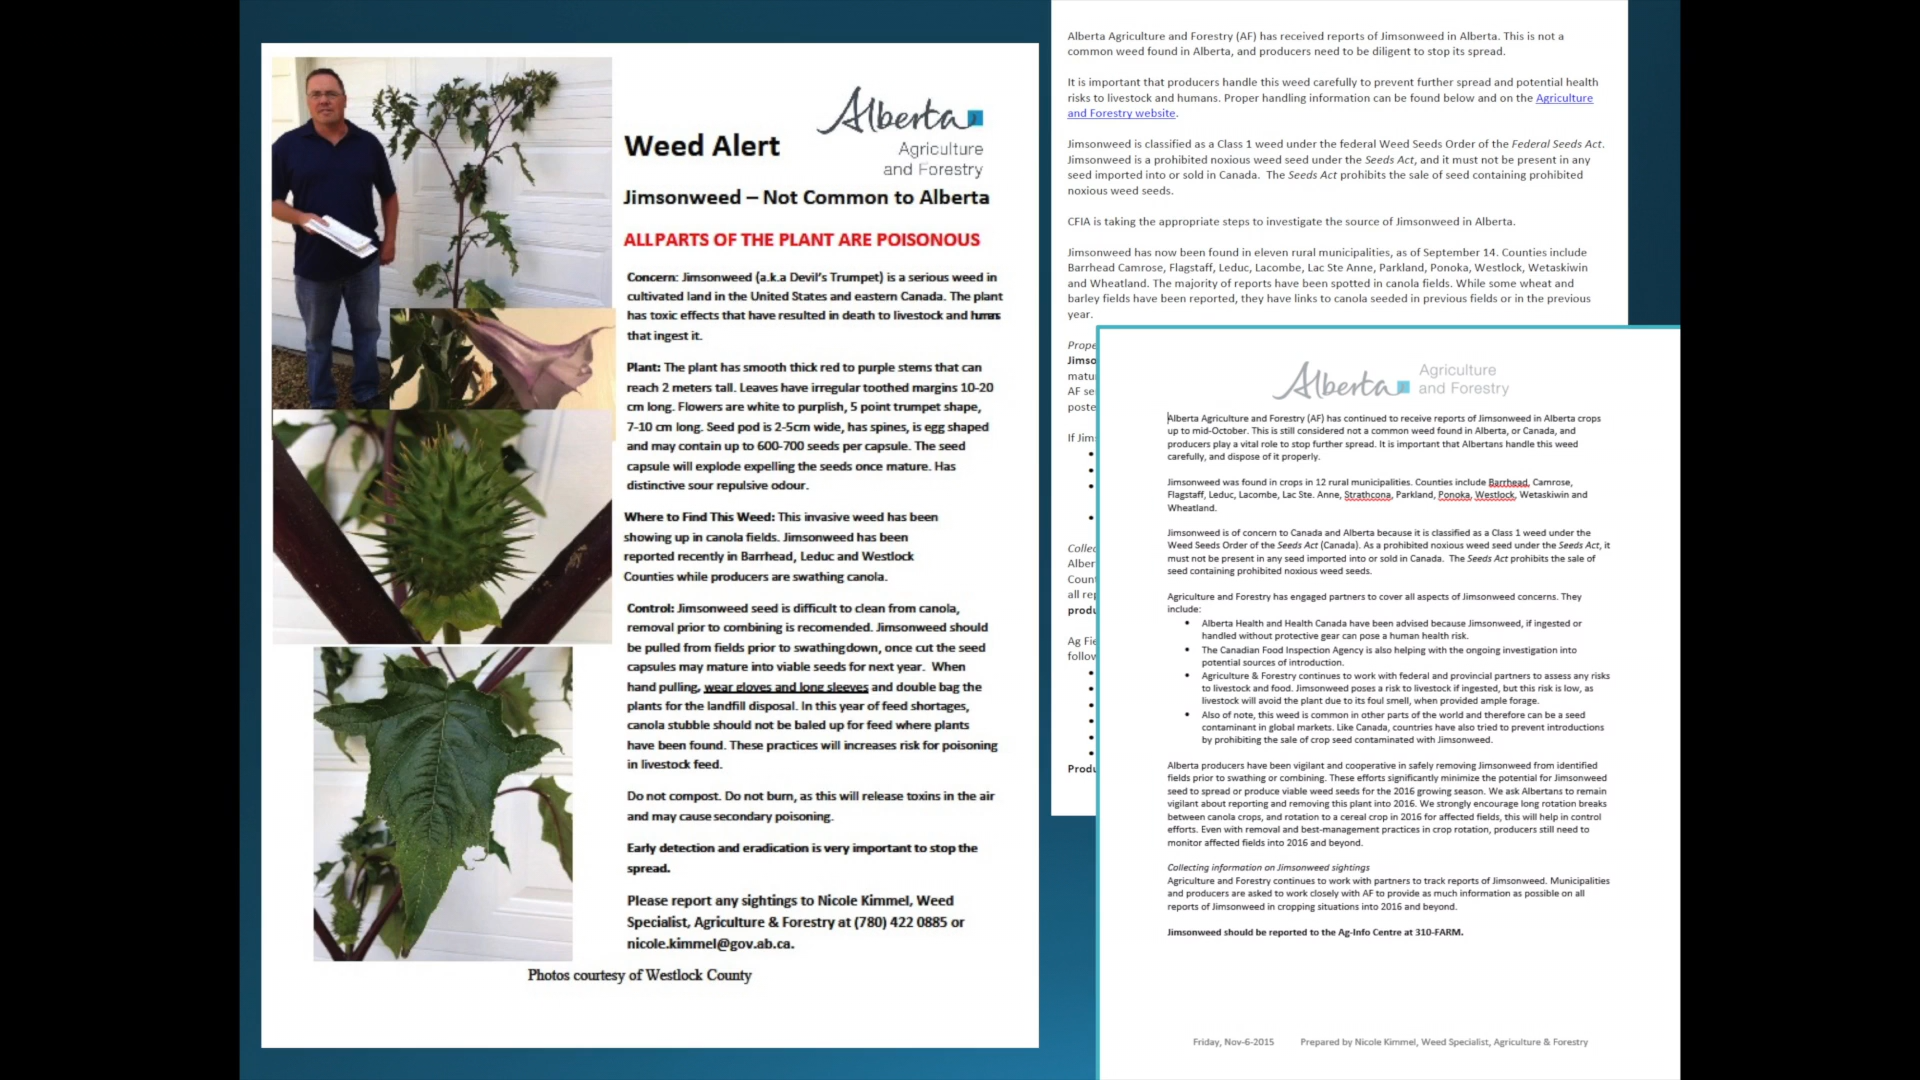 Alberta
Agriculture
and Forestry
Weed Alert
Jimsonweed – Not Common to Alberta
ALLPARTS OF THE PLANT ARE POISONOUS
Concern: Jimsonweed (a.k.a Devil's Trumpet) is a serious weed in
cultivated land in the United States and eastern Canada. The plant
has toxic effects that have resulted in death to livestock and
that ingest it.
Plant: The plant has smooth thick red to purple stems that can
reach 2 meters tall. Leaves have irregular toothed margins 10-20
cm long. Flowers are white to purplish, 5 point trumpet shape,
7-10 cm long. Seed pod is 2-5cm wide, has spines, is egg shaped
and may contain up to 600-700 seeds per capsule. The seed
capsule will explode expelling the seeds once mature. Has
distinctive sour repulsive odour.
Where to Find This Weed: This invasive weed has been
showing up in canola fields. Jimsonweed has been
reported recently in Barrhead, Leduc and Westlock
Counties while producers are swathing canola.
Control: Jimsonweed seed is difficult to clean from canola,
removal prior to combining is recomended. Jimsonweed should
be pulled from fields prior to swathingdown, once cut the seed
capsules may mature into viable seeds for next year. When
hand pulling, wear gloves and long sleeves and double bag the
plants for the landfill disposal. In this year of feed shortages,
canola stubble should not be baled up for feed where plants
have been found. These practices will increases risk for poisoning
in livestock feed.
Do not compost. Do not burn, as this will release toxins in the air
and may cause secondary poisoning.
Early detection and eradication is very important to stop the
spread.
Please report any sightings to Nicole Kimmel, Weed
Specialist, Agriculture & Forestry at (780) 422 0885 or
nicole.kimmel@gov.ab.ca.
Photos courtesy of Westlock County
Alberta Agriculture and Forestry (AF) has received reports of Jimsonweed in Alberta. This is not a
common weed found in Alberta, and producers need to be diligent to stop its spread.
It is important that producers handle this weed carefully to prevent further spread and potential health
risks to livestock and humans. Proper handling information can be found below and on the Agriculture
and Forestry website.
Jimsonweed is classified as a Class 1 weed under the federal Weed Seeds Order of the Federal Seeds Act.
Jimsonweed is a prohibited noxious weed seed under the Seeds Act, and it must not be present in any
seed imported into or sold in Canada. The Seeds Act prohibits the sale of seed containing prohibited
noxious weed seeds.
CFIA is taking the appropriate steps to investigate the source of Jimsonweed in Alberta.
Jimsonweed has now been found in eleven rural municipalities, as of September 14. Counties include
Barrhead Camrose, Flagstaff, Leduc, Lacombe, Lac Ste Anne, Parkland, Ponoka, Westlock, Wetaskiwin
and Wheatland. The majority of reports have been spotted in canola fields. While some wheat and
barley fields have been reported, they have links to canola seeded in previous fields or in the previous
year.
Prope
Jimso
matu
AF se
poste
If Jim
Collec
Alber
Count
all rep
produ
Ag Fie
follov
Produ
Alberta
Agriculture
and Forestry
Alberta Agriculture and Forestry (AF) has continued to receive reports of Jimsonweed in Alberta crops
up to mid-October. This is still considered not a common weed found in Alberta, or Canada, and
producers play a vital role to stop further spread. It is important that Albertans handle this weed
carefully, and dispose of it properly.
Jimsonweed was found in crops in 12 rural municipalities. Counties include Barrhead, Camrose,
Flagstaff, Leduc, Lacombe, Lac Ste. Anne, Strathcona, Parkland, Ponoka, Westlock, Wetaskiwin and
Wheatland.
Jimsonweed is of concern to Canada and Alberta because it is classified as a Class 1 weed under the
Weed Seeds Order of the Seeds Act (Canada). As a prohibited noxious weed seed under the Seeds Act, it
must not be present in any seed imported into or sold in Canada. The Seeds Act prohibits the sale of
seed containing prohibited noxious weed seeds.
Agriculture and Forestry has engaged partners to cover all aspects of Jimsonweed concerns. They
include:
• Alberta Health and Health Canada have been advised because Jimsonweed, if ingested or
handled without protective gear can pose a human health risk.
• The Canadian Food Inspection Agency is also helping with the ongoing investigation into
potential sources of introduction.
• Agriculture & Forestry continues to work with federal and provincial partners to assess any risks
to livestock and food. Jimsonweed poses a risk to livestock if ingested, but this risk is low, as
livestock will avoid the plant due to its foul smell, when provided ample forage.
• Also of note, this weed is common in other parts of the world and therefore can be a seed
contaminant in global markets. Like Canada, countries have also tried to prevent introductions
by prohibiting the sale of crop seed contaminated with Jimsonweed.
Alberta producers have been vigilant and cooperative in safely removing Jimsonweed from identified
fields prior to swathing or combining. These efforts significantly minimize the potential for Jimsonweed
seed to spread or produce viable weed seeds for the 2016 growing season. We ask Albertans to remain
vigilant about reporting and removing this plant into 2016. We strongly encourage long rotation breaks
between canola crops, and rotation to a cereal crop in 2016 for affected fields, this will help in control
efforts. Even with removal and best-management practices in crop rotation, producers still need to
monitor affected fields into 2016 and beyond.
Collecting information on Jimsonweed sightings
Agriculture and Forestry continues to work with partners to track reports of Jimsonweed. Municipalities
and producers are asked to work closely with AF to provide as much information as possible on all
reports of Jimsonweed in cropping situations into 2016 and beyond.
Jimsonweed should be reported to the Ag-Info Centre at 310-FARM.
Friday, Nov-6-2015 Prepared by Nicole Kimmel, Weed Specialist, Agriculture & Forestry